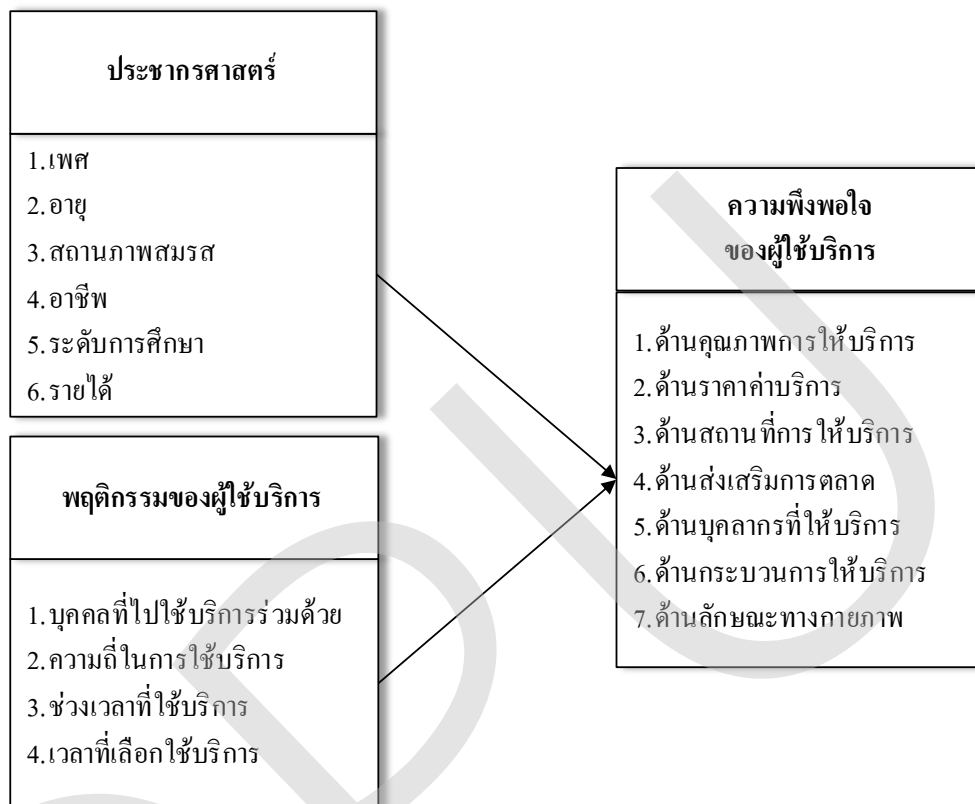 ประชากรศาสตร์
1.เพศ
2.อายุ
3.สถานภาพสมรส
4.อาชีพ
5.ระดับการศึกษา
6.รายได้
พฤติกรรมของผู้ใช้บริการ
1.บุคคลที่ไปใช้บริการร่วมด้วย
2.ความถี่ในการใช้บริการ
3.ช่วงเวลาที่ใช้บริการ
4.เวลาที่เลือกใช้บริการ
ความพึงพอใจ
ของผู้ใช้บริการ
1.ด้านคุณภาพการให้บริการ
2.ด้านราคาค่าบริการ
3.ด้านสถานที่การให้บริการ
4.ด้านส่งเสริมการตลาด
5.ด้านบุคลากรที่ให้บริการ
6.ด้านกระบวนการให้บริการ
7.ด้านลักษณะทางกายภาพ
DPU